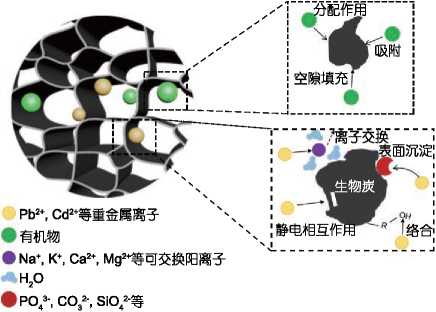 分配作用
吸附
空隙填充
离子交换
表面沉淀
生物炭
静电相互作用
R
OH
络合
Pb²⁺, Cd²⁺等重金属离子
有机物
Na⁺, K⁺, Ca²⁺, Mg²⁺等可交换阳离子
H₂O
PO₄³⁻, CO₃²⁻, SiO₄²⁻等